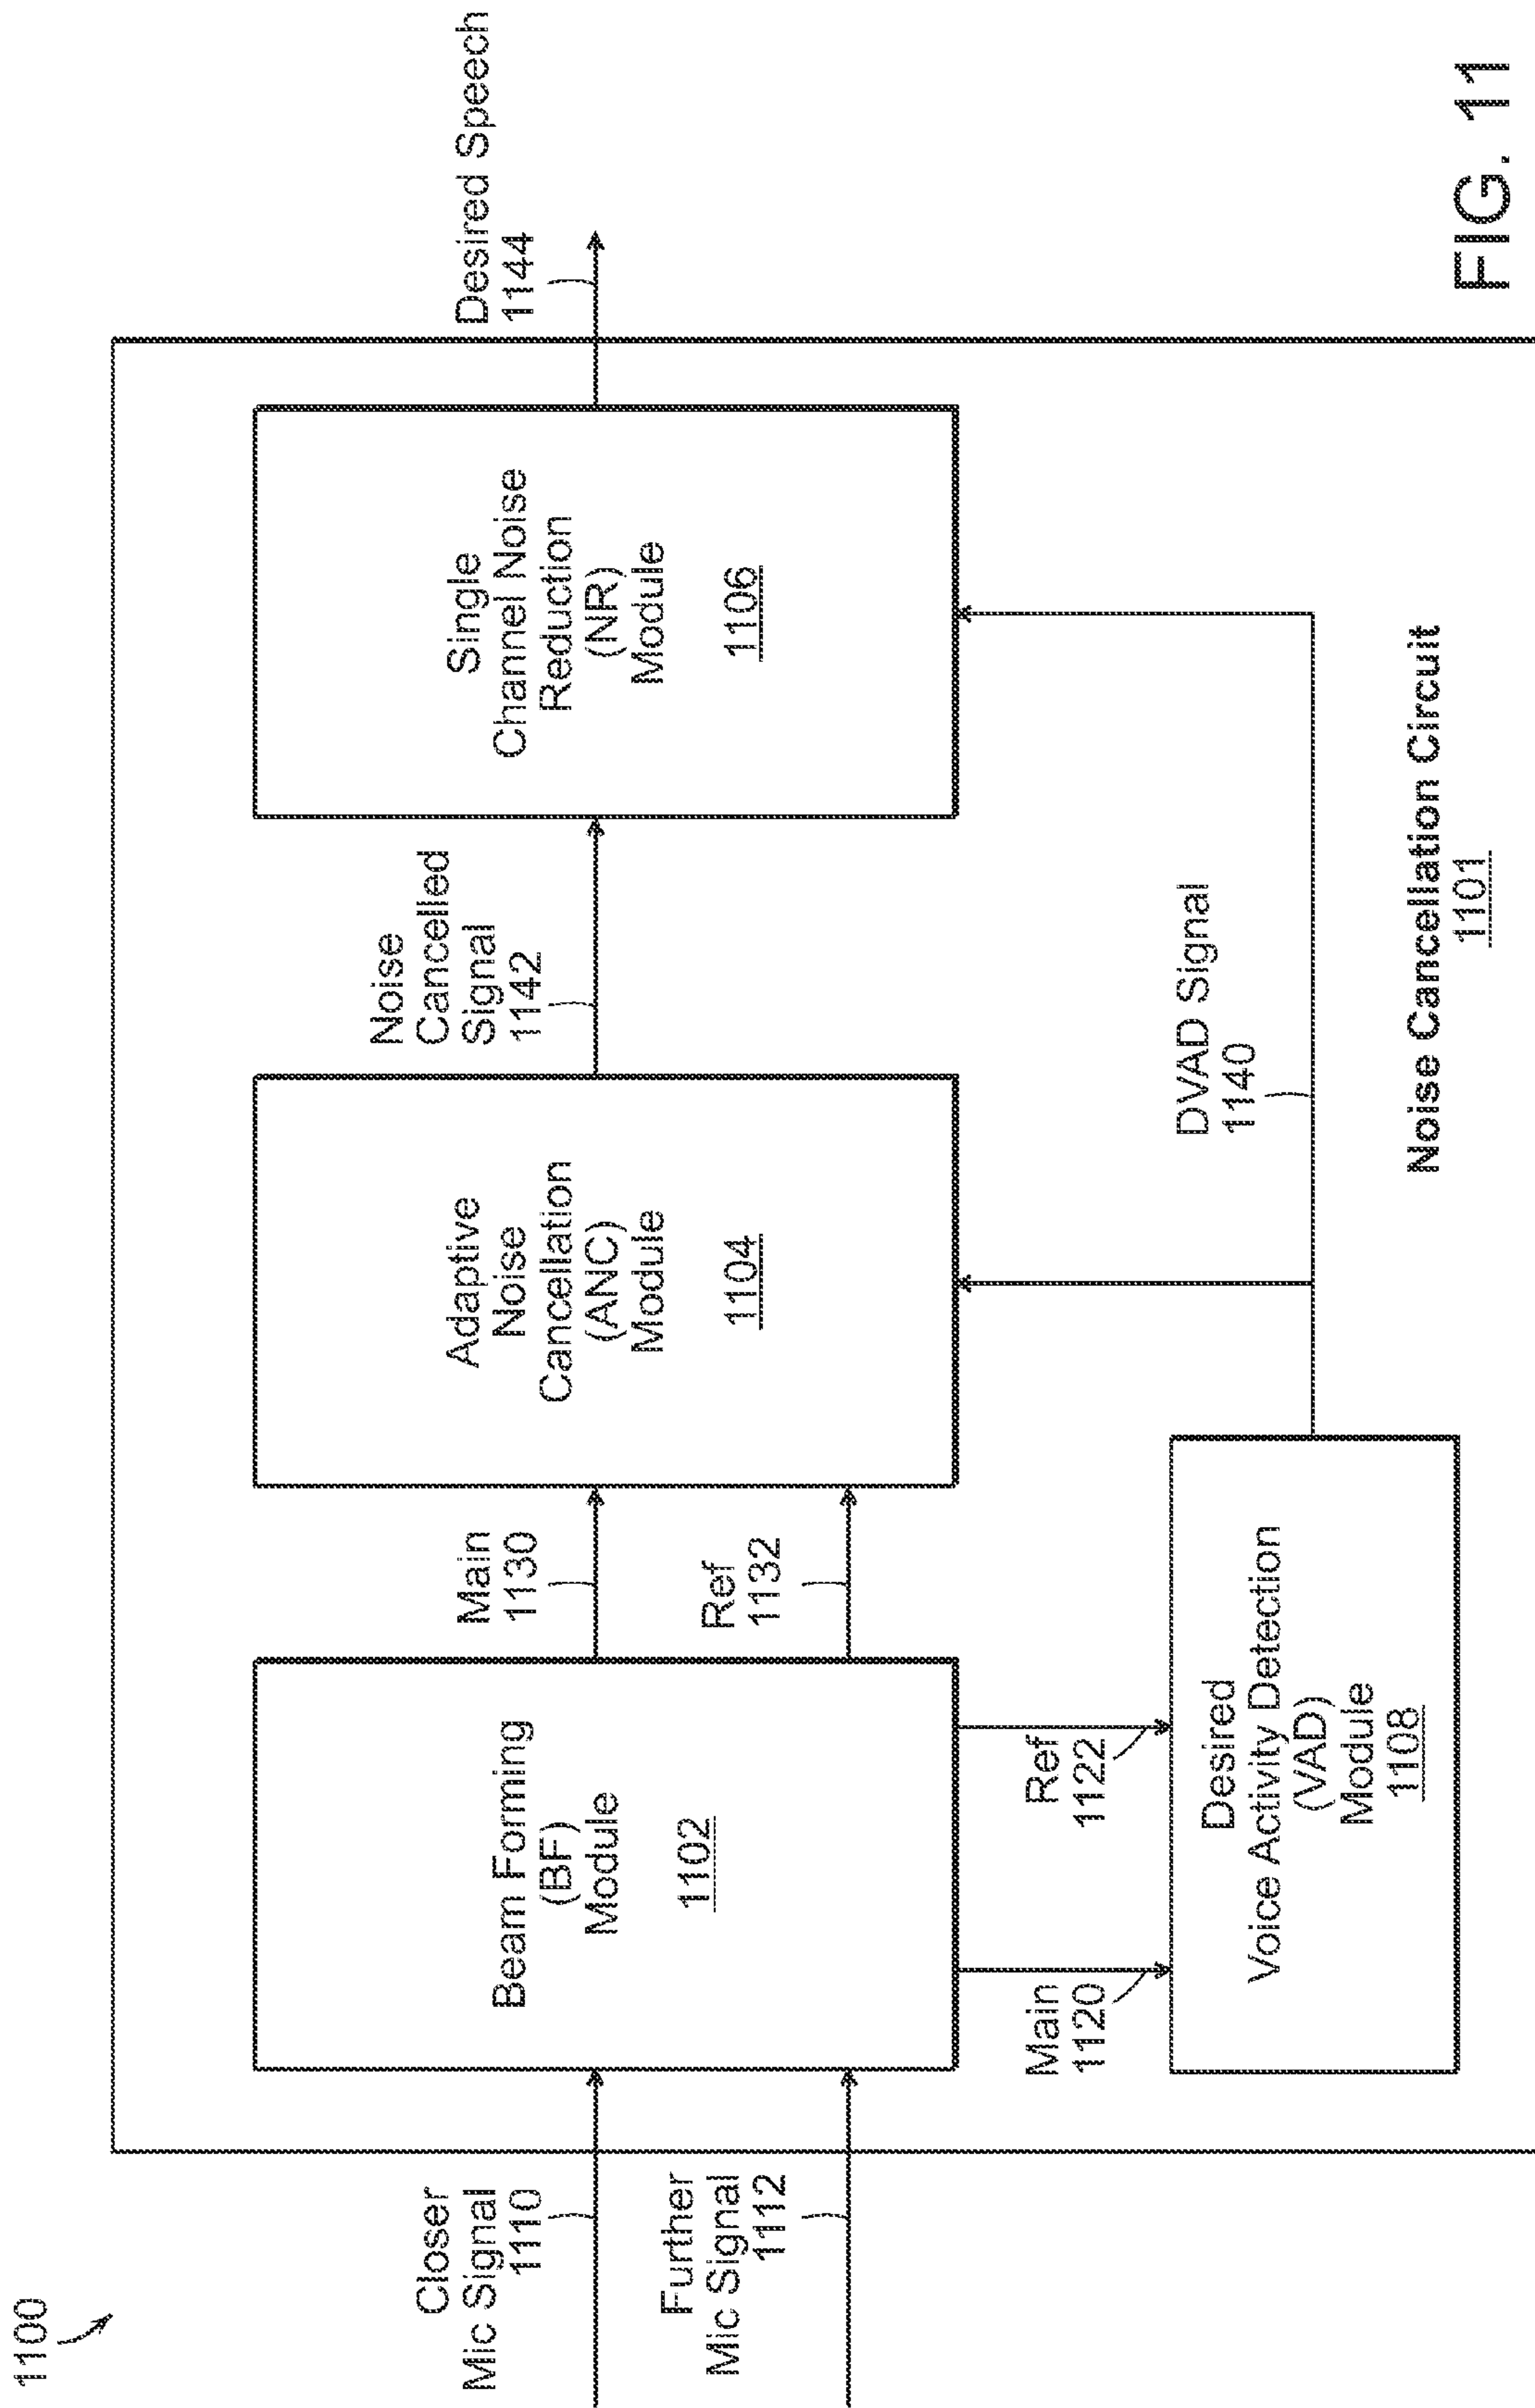 1100
Closer
Mic Signal
1110
Further
Mic Signal
1112
Beam Forming
(BF)
Module
1102
Main
1130
Ref
1132
Adaptive
Noise
Cancellation
(ANC)
Module
1104
Noise
Cancelled
Signal
1142
Single
Channel Noise
Reduction
(NR)
Module
1106
Desired Speech
1144
Main
1120
Ref
1122
Desired
Voice Activity Detection
(VAD)
Module
1108
DVAD Signal
1140
Noise Cancellation Circuit
1101
FIG. 11